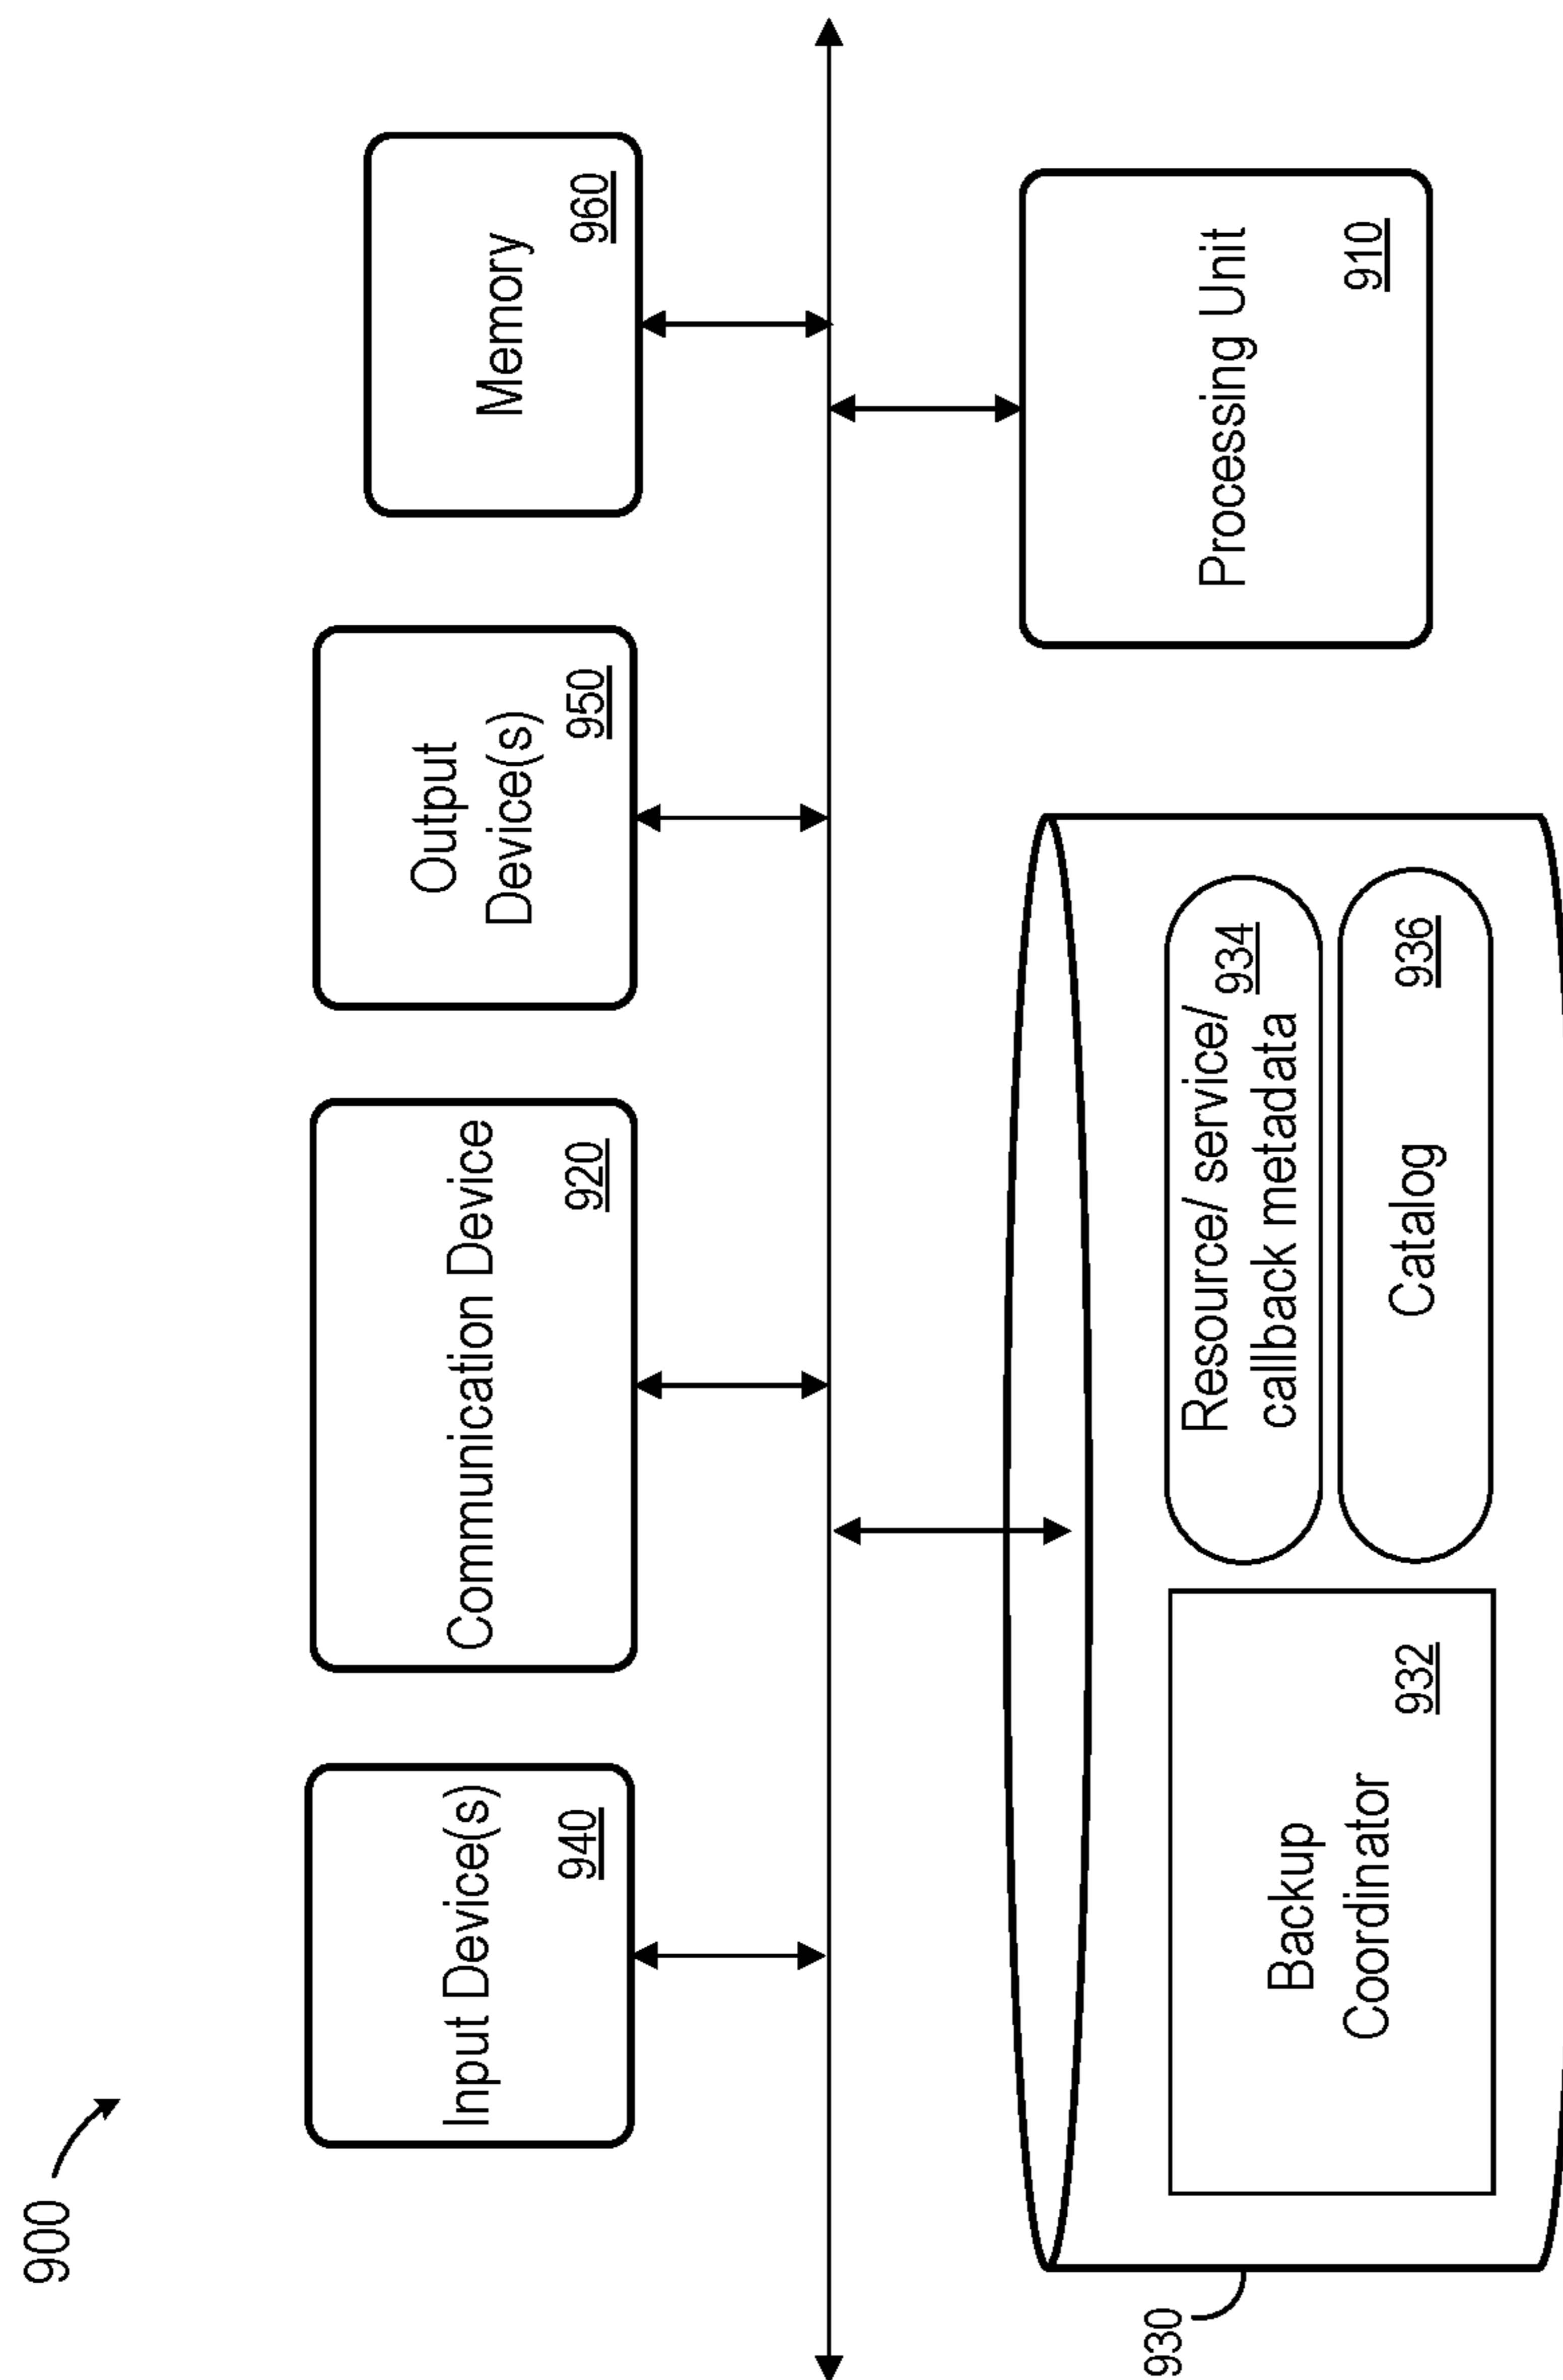 900
Input Device(s)
940
Communication Device
920
Output
Device(s)
950
Memory
960
930
Backup
Coordinator
932
Resource/ service/
callback metadata
934
Catalog
936
Processing Unit
910